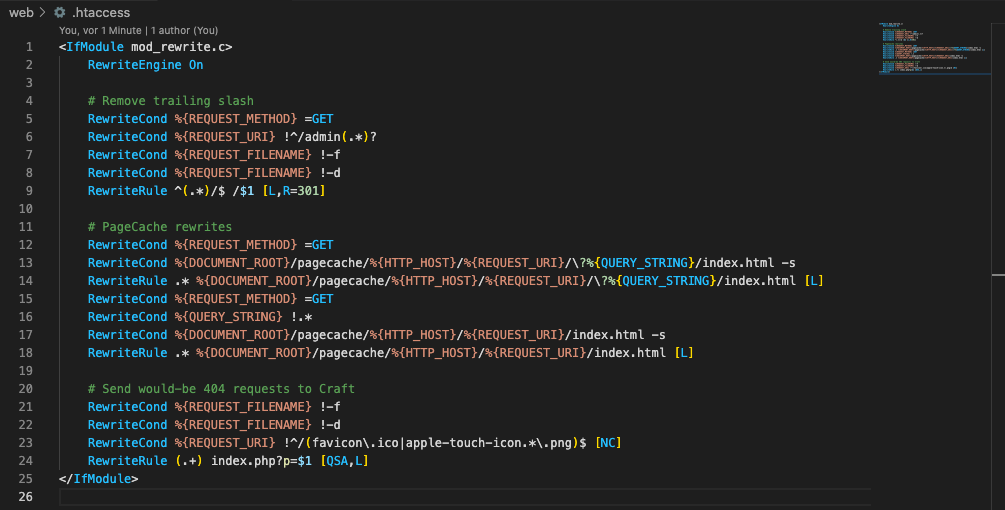 web > .htaccess
You, vor 1 Minute | 1 author (You)
1 <IfModule mod_rewrite.c>
2 RewriteEngine On
3
4 # Remove trailing slash
5 RewriteCond %{REQUEST_METHOD} =GET
6 RewriteCond %{REQUEST_URI} !^/admin(.*)?
7 RewriteCond %{REQUEST_FILENAME} !-f
8 RewriteCond %{REQUEST_FILENAME} !-d
9 RewriteRule ^(.*)/$ /$1 [L,R=301]
10
11 # PageCache rewrites
12 RewriteCond %{REQUEST_METHOD} =GET
13 RewriteCond %{DOCUMENT_ROOT}/pagecache/%{HTTP_HOST}/%{REQUEST_URI}/\?%{QUERY_STRING}/index.html -s
14 RewriteRule .* %{DOCUMENT_ROOT}/pagecache/%{HTTP_HOST}/%{REQUEST_URI}/\?%{QUERY_STRING}/index.html [L]
15 RewriteCond %{REQUEST_METHOD} =GET
16 RewriteCond %{QUERY_STRING} !.*
17 RewriteCond %{DOCUMENT_ROOT}/pagecache/%{HTTP_HOST}/%{REQUEST_URI}/index.html -s
18 RewriteRule .* %{DOCUMENT_ROOT}/pagecache/%{HTTP_HOST}/%{REQUEST_URI}/index.html [L]
19
20 # Send would-be 404 requests to Craft
21 RewriteCond %{REQUEST_FILENAME} !-f
22 RewriteCond %{REQUEST_FILENAME} !-d
23 RewriteCond %{REQUEST_URI} !^/(favicon\.ico|apple-touch-icon.*\.png)$ [NC]
24 RewriteRule (.+) index.php?p=$1 [QSA,L]
25 </IfModule>
26